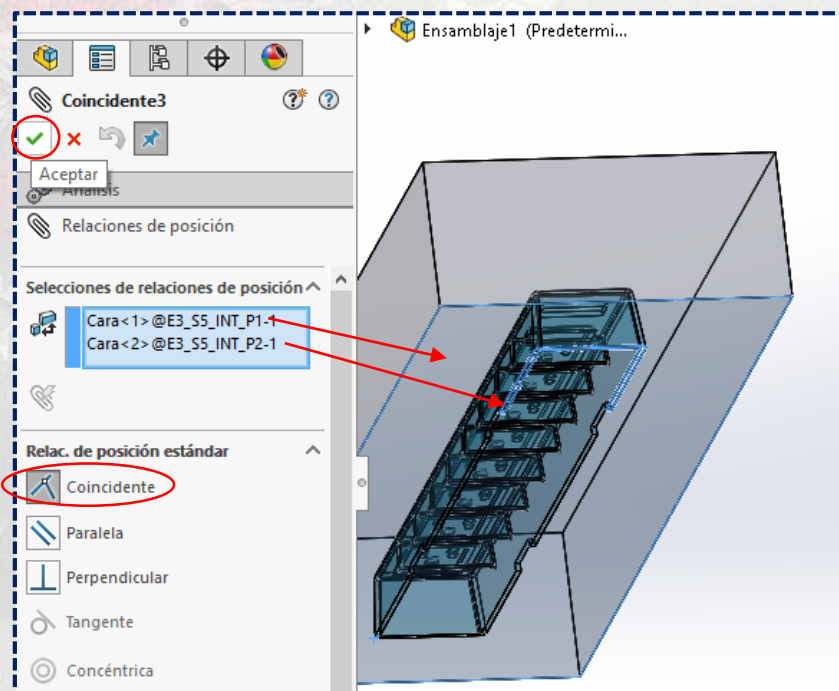 Ensamblaje1 (Predetermi...
Coincidente3
Aceptar
Análisis
Relaciones de posición
Selecciones de relaciones de posición
Cara<1>@E3_S5_INT_P1-1
Cara<2>@E3_S5_INT_P2-1
Relac. de posición estándar
Coincidente
Paralela
Perpendicular
Tangente
Concéntrica